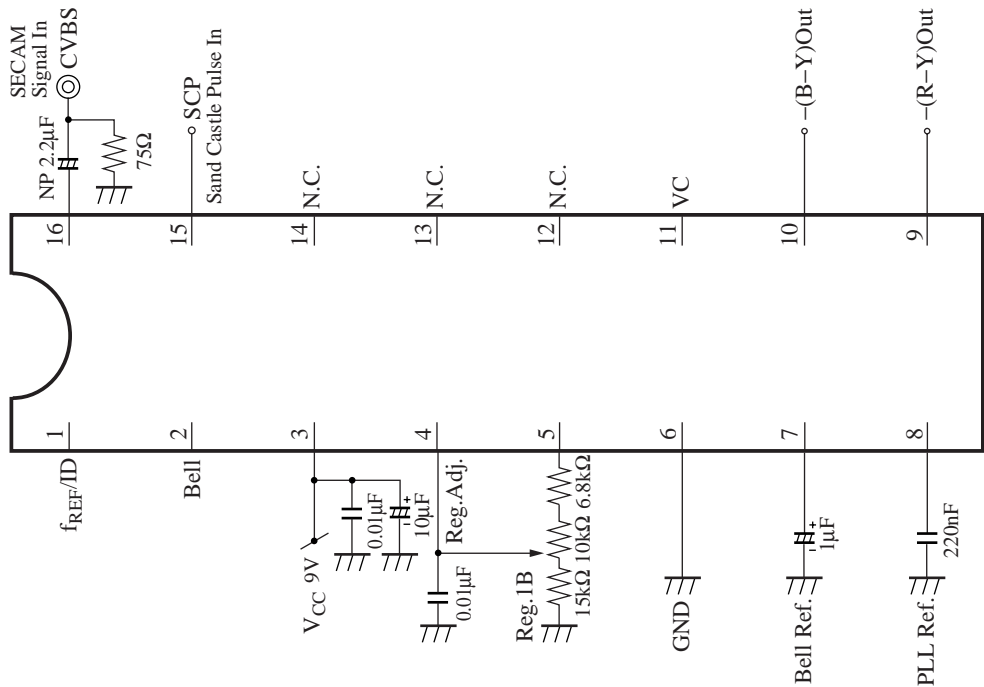 SECAM
Signal In
CVBS
NP 2.2μF
75Ω
SCP
Sand Castle Pulse In
N.C.
N.C.
N.C.
VC
–(B–Y)Out
–(R–Y)Out
16
15
14
13
12
11
10
9
1
2
3
4
5
6
7
8
fREF/ID
Bell
VCC 9V
0.01μF
10μF
+
-
Reg.Adj.
0.01μF
Reg.1B
15kΩ 10kΩ 6.8kΩ
GND
Bell Ref.
1μF
+
-
PLL Ref.
220nF